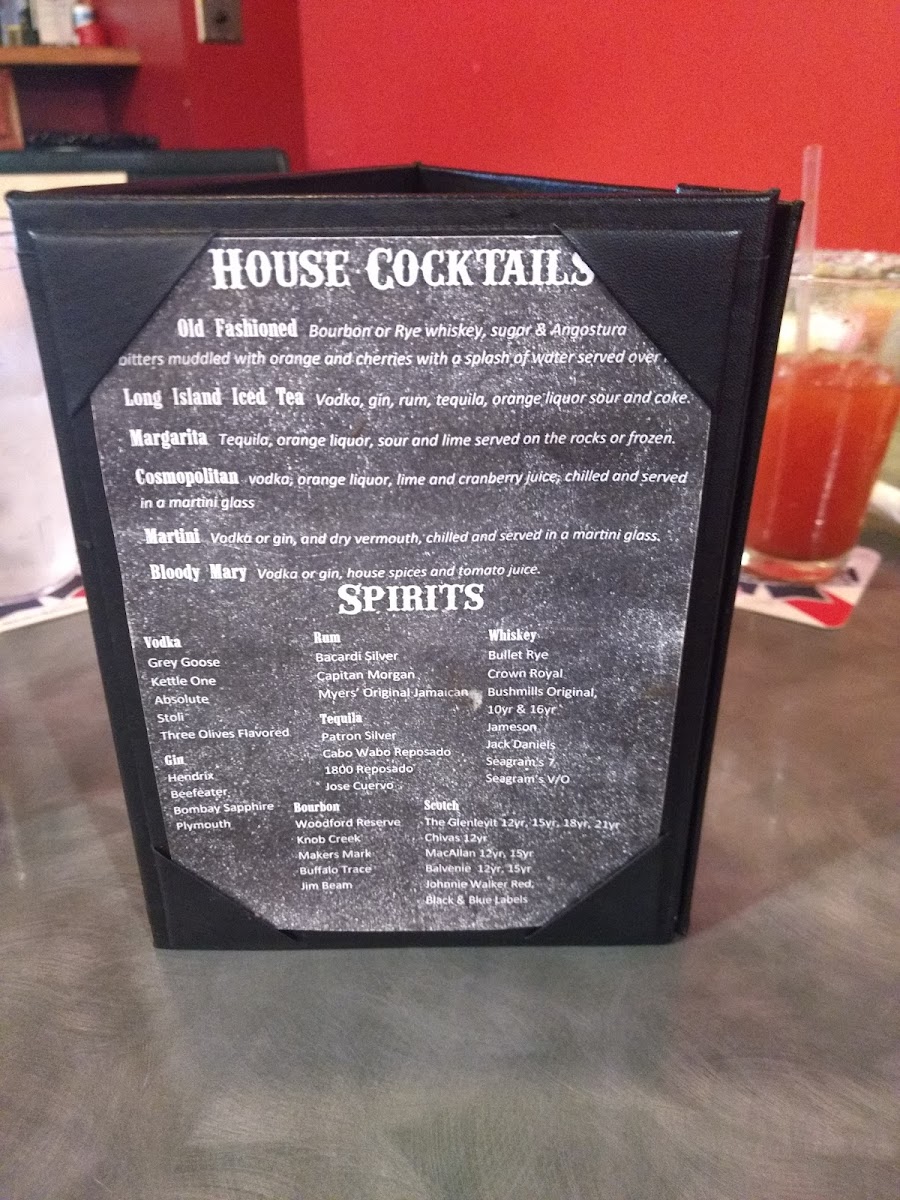 House Cocktails
Old Fashioned Bourbon or Rye whiskey, sugar & Angostura
bitters muddled with orange and cherries with a splash of water served over
Long Island Iced Tea Vodka, gin, rum, tequila, orange liquor sour and coke.
Margarita Tequila, orange liquor, sour and lime served on the rocks or frozen.
Cosmopolitan vodka, orange liquor, lime and cranberry juice, chilled and served
in a martini glass
Martini Vodka or gin, and dry vermouth, chilled and served in a martini glass.
Bloody Mary Vodka or gin, house spices and tomato juice.
Spirits
Vodka
Grey Goose
Kettle One
Absolute
Stoli
Three Olives Flavored
Gin
Hendrix
Beefeater
Bombay Sapphire
Plymouth
Rum
Bacardi Silver
Capitan Morgan
Myers' Original Jamaican
Tequila
Patron Silver
Cabo Wabo Reposado
1800 Reposado
Jose Cuervo
Bourbon
Woodford Reserve
Knob Creek
Makers Mark
Buffalo Trace
Jim Beam
Whiskey
Bullet Rye
Crown Royal
Bushmills Original,
10yr & 16yr
Jameson
Jack Daniels
Seagram's 7
Seagram's V/O
Scotch
The Glenlevit 12yr, 15yr, 18yr, 21yr
Chivas 12yr
MacAllan 12yr, 15yr
Balvenie 12yr, 15yr
Johnnie Walker Red,
Black & Blue Labels